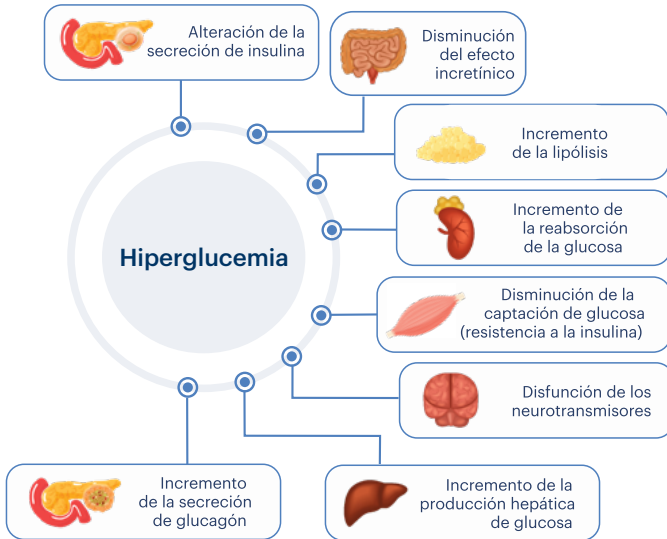 Alteración de la
secreción de insulina
Disminución
del efecto
incretínico
Incremento
de la lipólisis
Incremento de
la reabsorción
de la glucosa
Hiperglucemia
Disminución de la
captación de glucosa
(resistencia a la insulina)
Disfunción de los
neurotransmisores
Incremento
de la secreción
de glucagón
Incremento de la
producción hepática
de glucosa